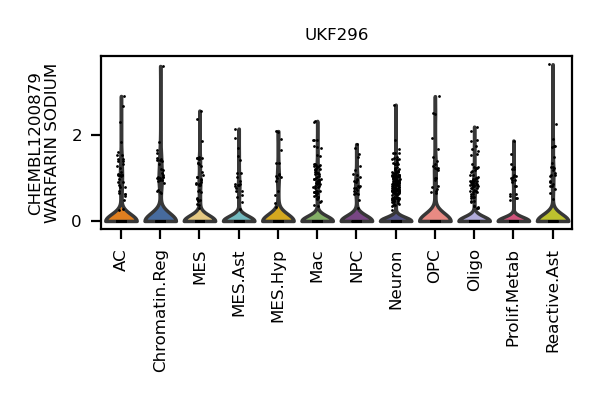 UKF296
CHEMBL1200879
WARFARIN SODIUM
2
0
AC
Chromatin.Reg
MES
MES.Ast
MES.Hyp
Mac
NPC
Neuron
OPC
Oligo
Prolif.Metab
Reactive.Ast